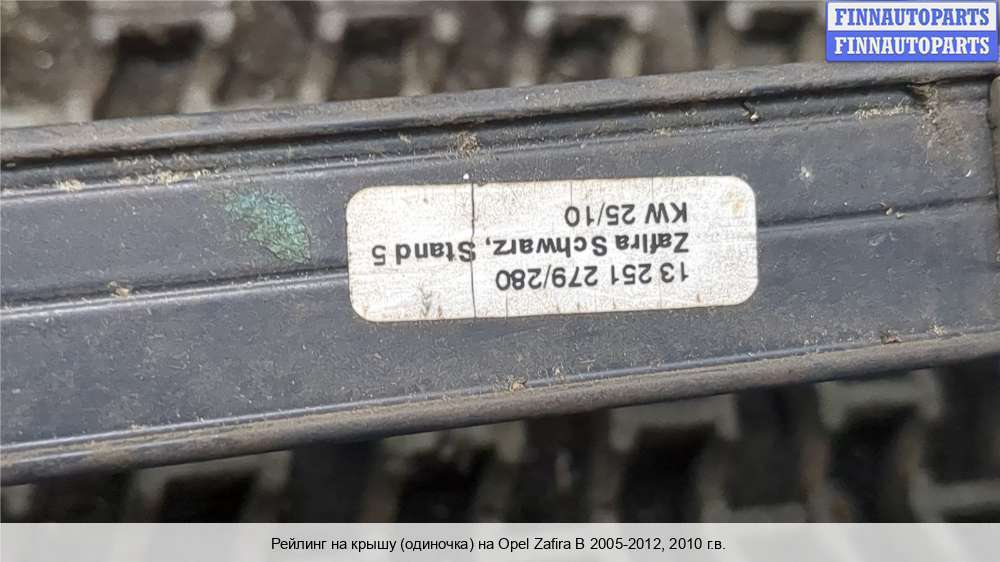 FINNAUTOPARTS
FINNAUTOPARTS
13 251 279/280
Zafira Schwarz, Stand 5
KW 25/10
Рейлинг на крышу (одиночка) на Opel Zafira B 2005-2012, 2010 г.в.